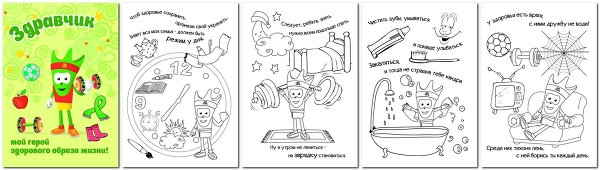 Здравчик
мой герой
здорового образа жизни!
Чтоб здоровье сохранить,
Организм свой укрепить,
Знает вся моя семья - должен быть
режим у дня.
12
9
Следует, ребята, знать,
Нужно всем подольше спать.
Ну а утром не лениться -
на зарядку становиться.
Чистить зубы, умываться
и почаще улыбаться,
Закаляться,
и тогда не страшна тебе хандра.
У здоровья есть враги,
с ними дружбу не води!
Среди них тихоня лень,
с ней борись ты каждый день.